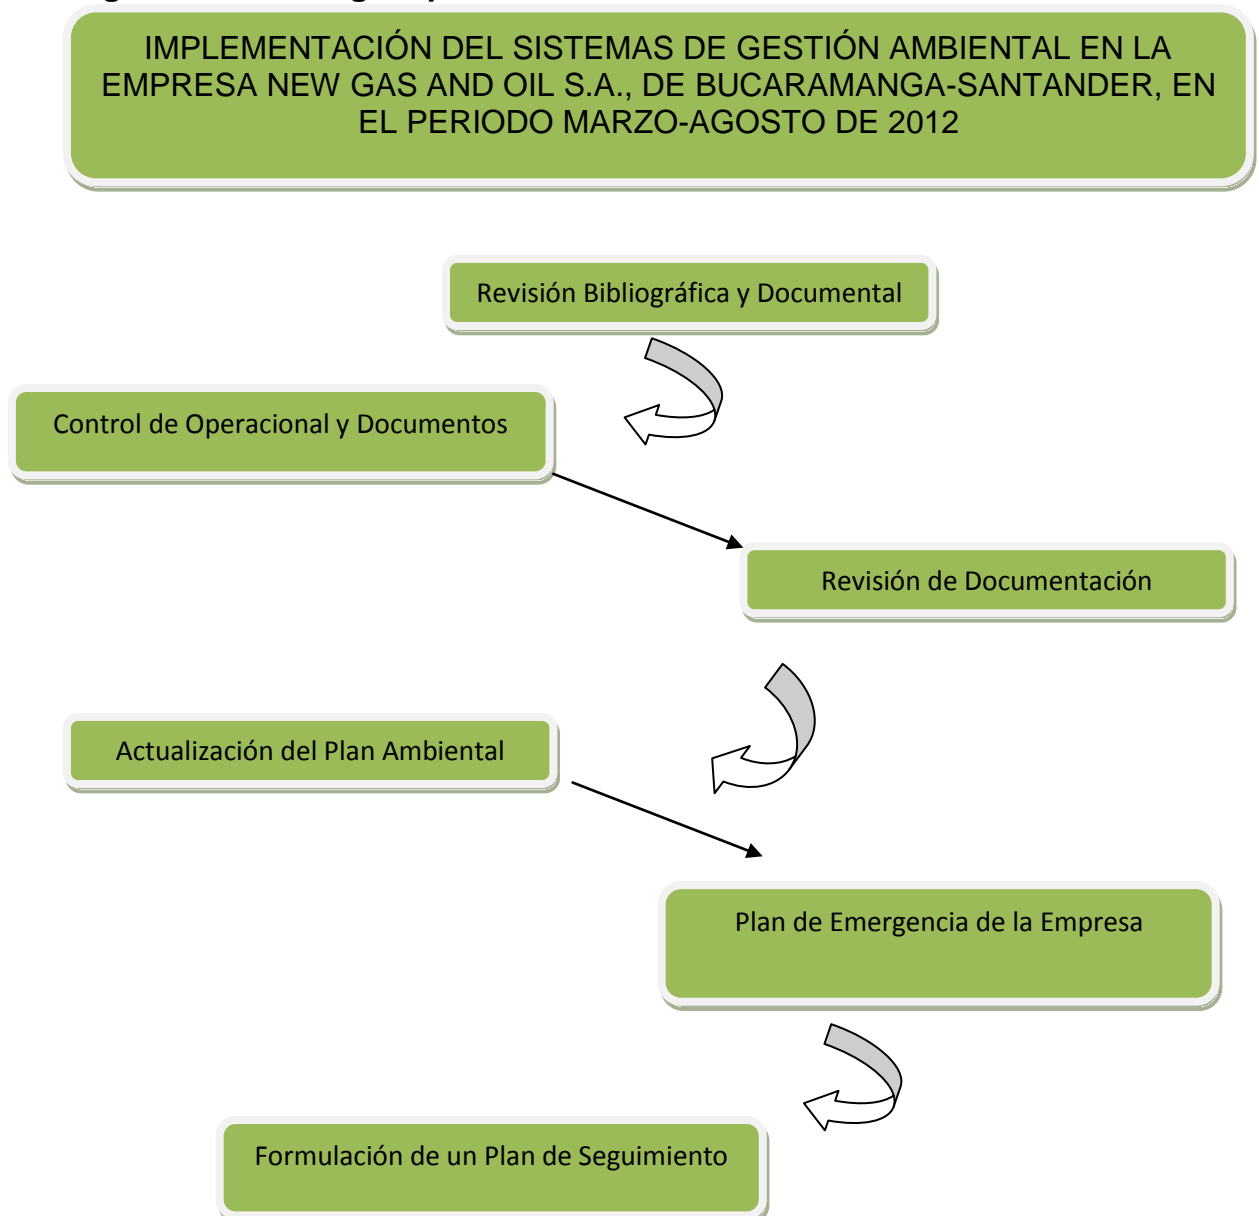 IMPLEMENTACIÓN DEL SISTEMAS DE GESTIÓN AMBIENTAL EN LA
EMPRESA NEW GAS AND OIL S.A., DE BUCARAMANGA-SANTANDER, EN
EL PERIODO MARZO-AGOSTO DE 2012
Revisión Bibliográfica y Documental
Control de Operacional y Documentos
Revisión de Documentación
Actualización del Plan Ambiental
Plan de Emergencia de la Empresa
Formulación de un Plan de Seguimiento